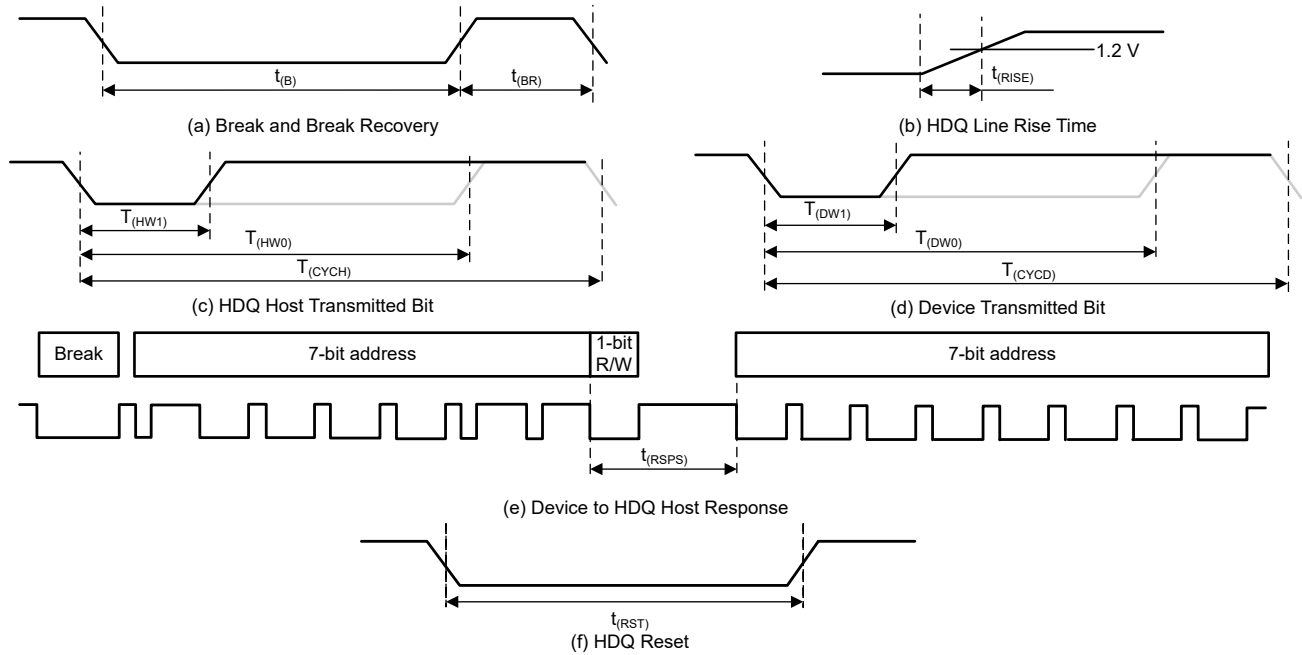 t(B)
t(BR)
(a) Break and Break Recovery
1.2 V
t(RISE)
(b) HDQ Line Rise Time
T(HW1)
T(HW0)
T(CYCH)
(c) HDQ Host Transmitted Bit
T(DW1)
T(DW0)
T(CYCD)
(d) Device Transmitted Bit
Break
7-bit address
1-bit
R/W
7-bit address
t(RSPS)
(e) Device to HDQ Host Response
t(RST)
(f) HDQ Reset